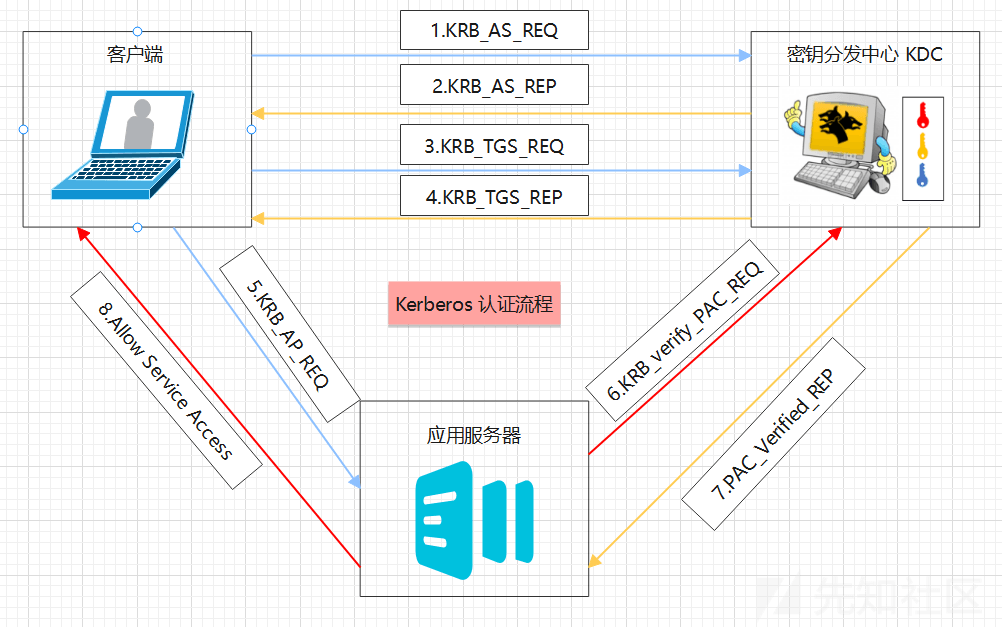 客户端
1.KRB_AS_REQ
密钥分发中心 KDC
2.KRB_AS_REP
3.KRB_TGS_REQ
4.KRB_TGS_REP
5.KRB_AP_REQ
Kerberos 认证流程
6.KRB_verify_PAC_REQ
8.Allow Service Access
7.PAC_Verified_REP
应用服务器
先知社区